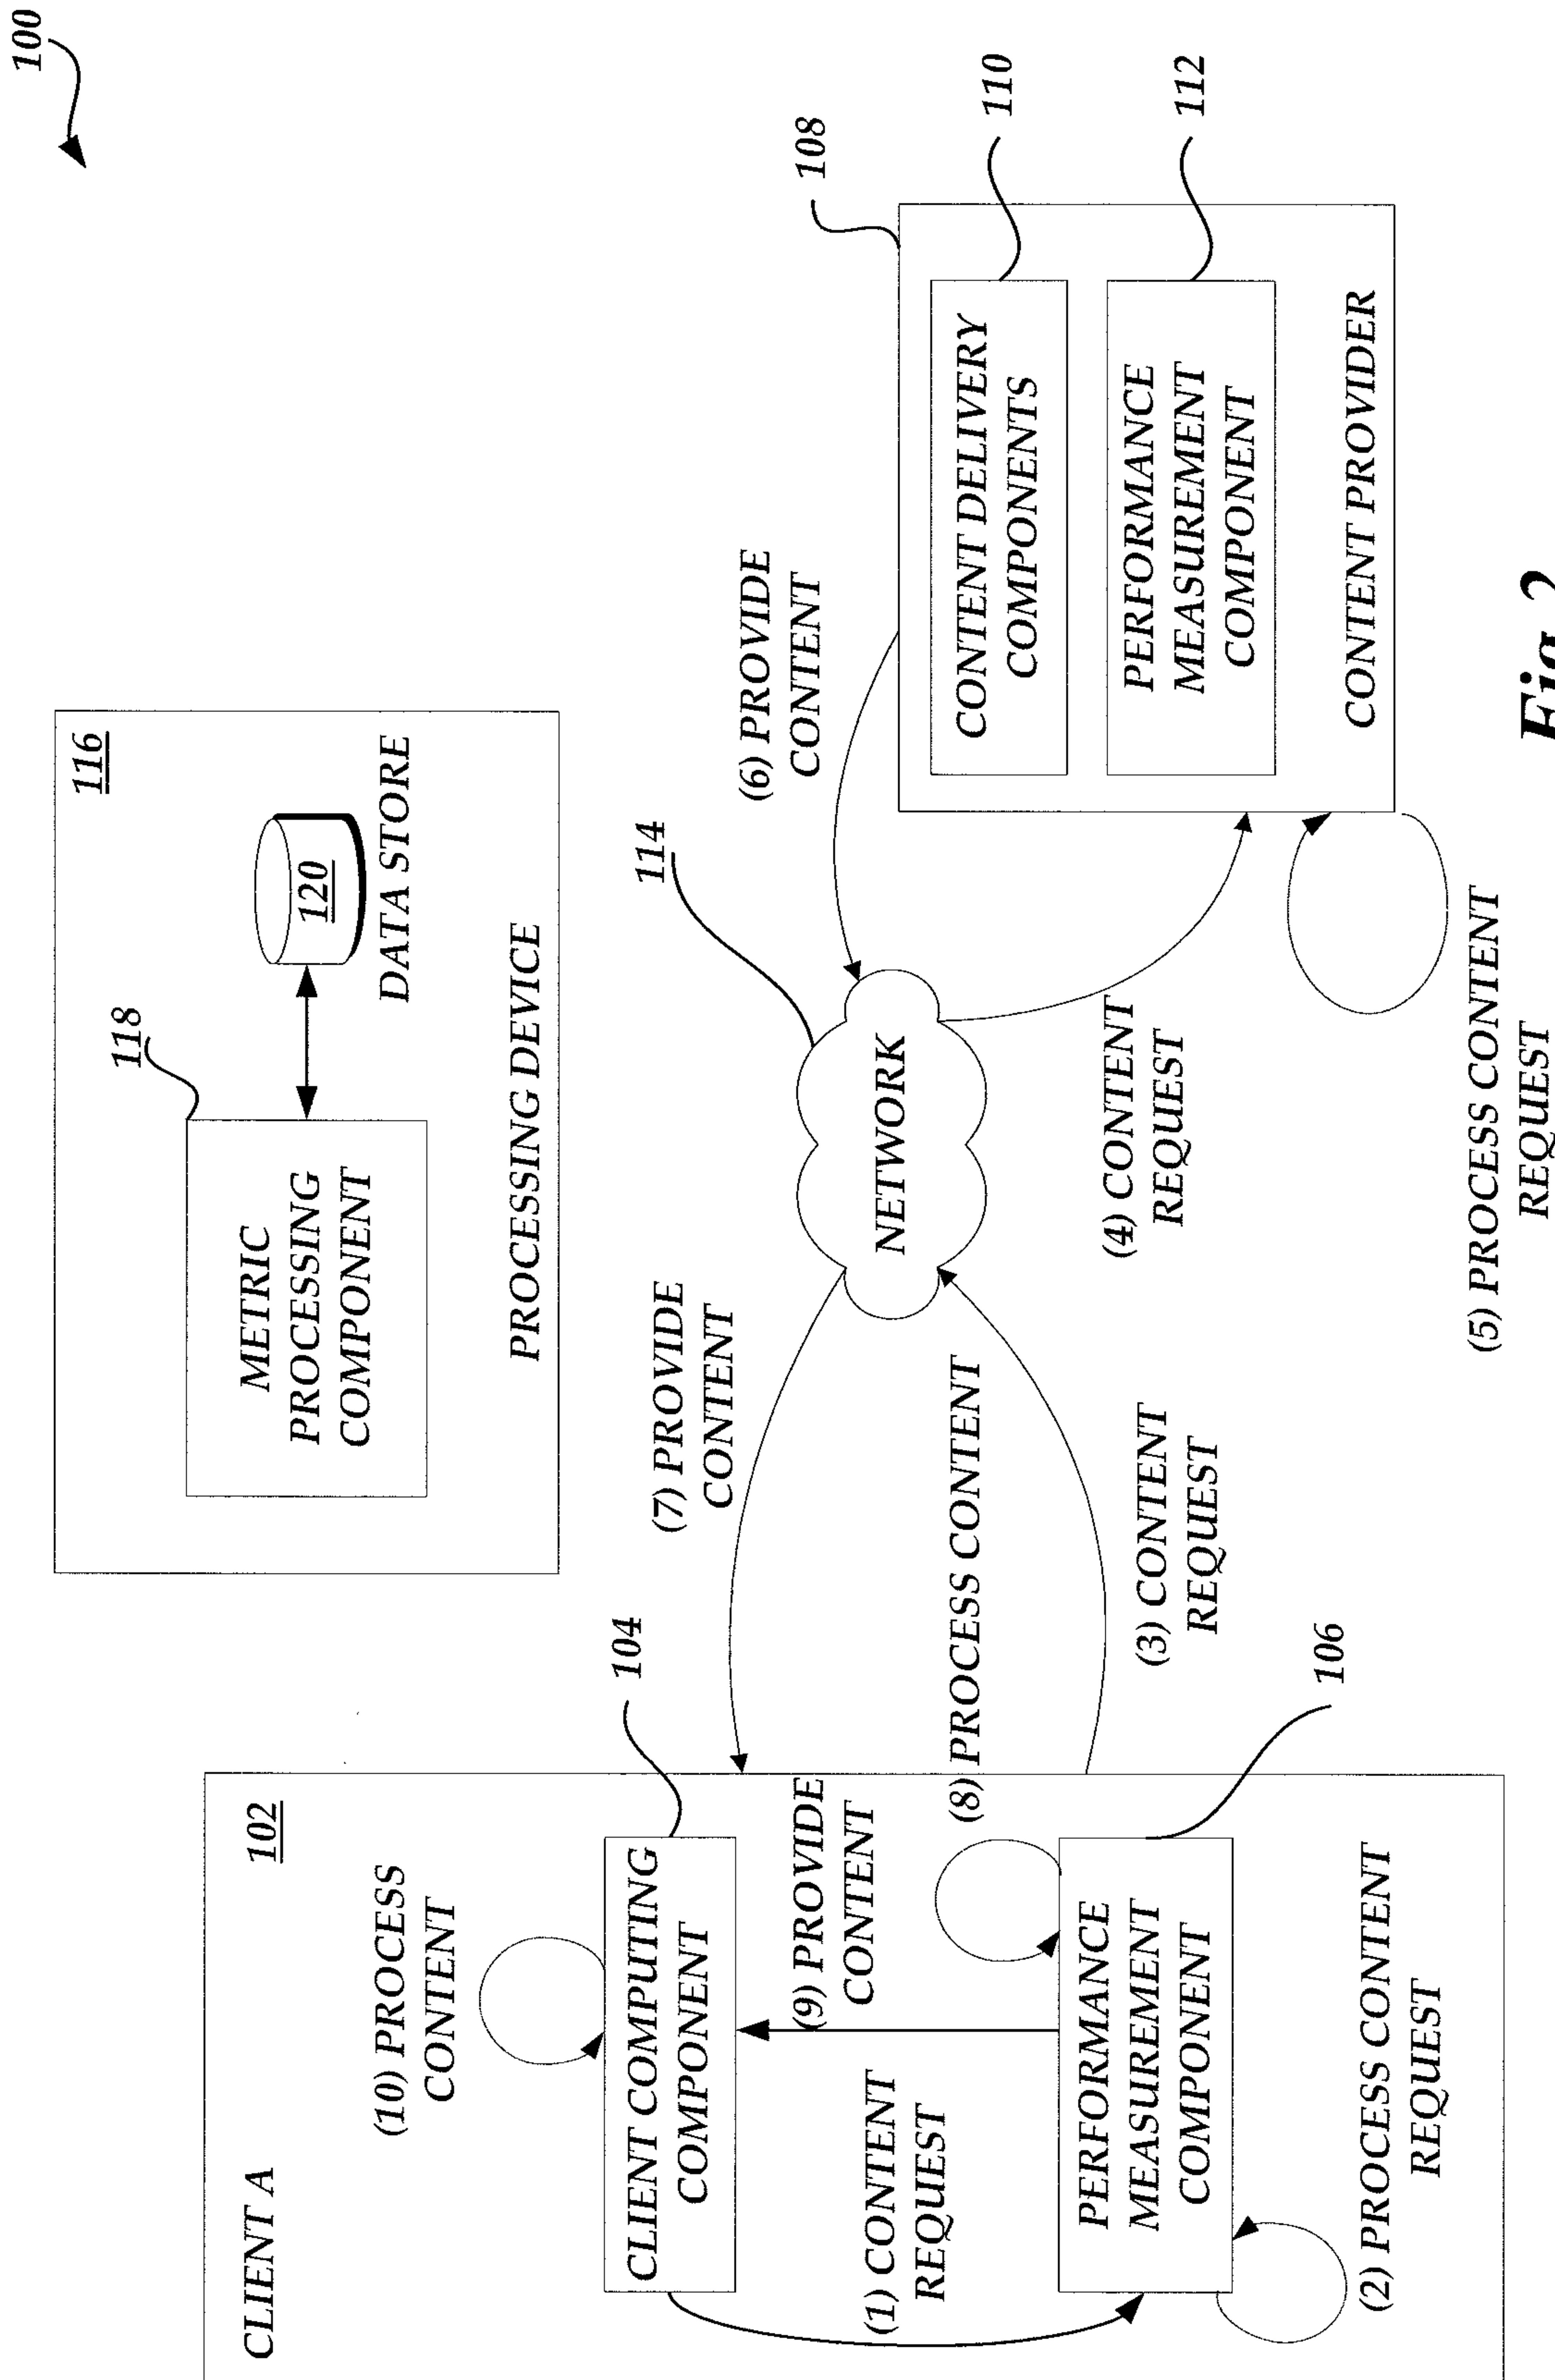 100
116
118
METRIC
PROCESSING
COMPONENT
120
DATA STORE
PROCESSING DEVICE
CLIENT A
102
(10) PROCESS
CONTENT
104
CLIENT COMPUTING
COMPONENT
(9) PROVIDE
CONTENT
(1) CONTENT
REQUEST
(8) PROCESS CONTENT
PERFORMANCE
MEASUREMENT
COMPONENT
106
(2) PROCESS CONTENT
REQUEST
(7) PROVIDE
CONTENT
(3) CONTENT
REQUEST
114
NETWORK
(6) PROVIDE
CONTENT
(4) CONTENT
REQUEST
108
110
CONTENT DELIVERY
COMPONENTS
112
PERFORMANCE
MEASUREMENT
COMPONENT
CONTENT PROVIDER
(5) PROCESS CONTENT
REQUEST
Fig.2.